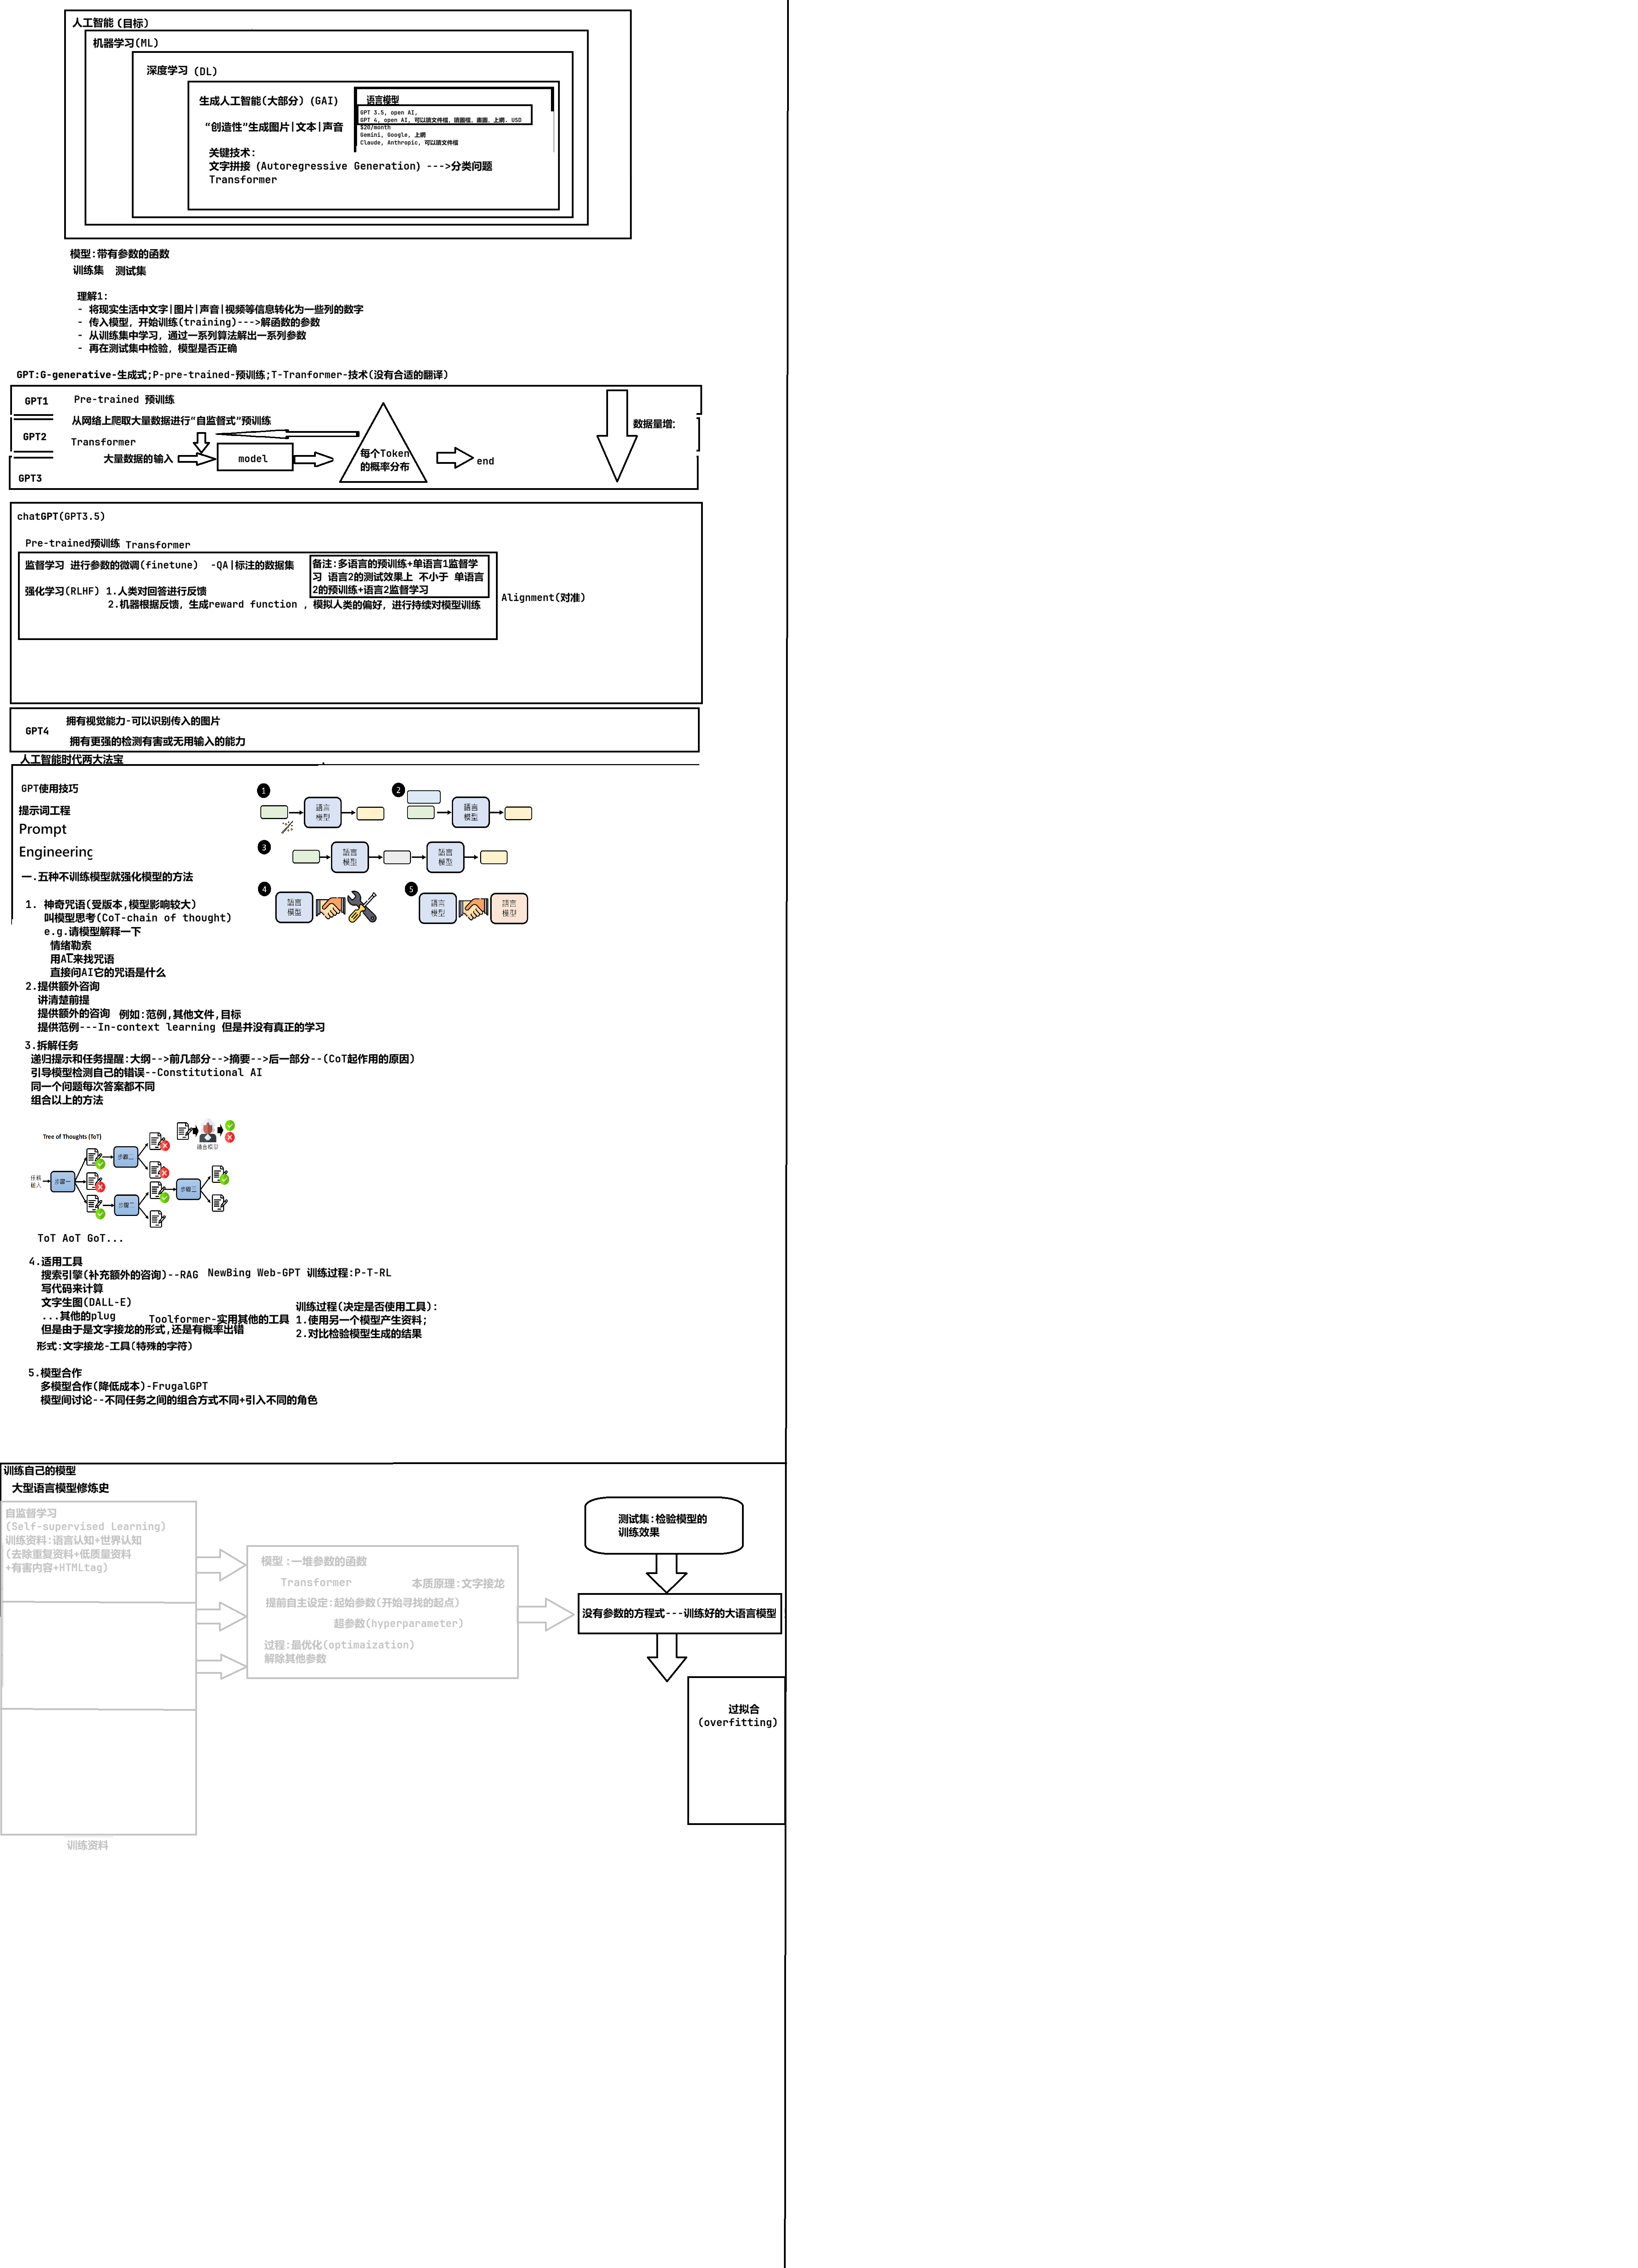 人工智能(目标)
机器学习(ML)
深度学习 (DL)
生成人工智能(大部分) (GAI)
“创造性”生成图片|文本|声音
语言模型
GPT 3.5, open AI,
GPT 4, open AI, 可以讀文件檔, 讀圖檔, 畫圖, 上網. USD
$20/month
Gemini, Google, 上網
Claude, Anthropic, 可以讀文件檔
关键技术:
文字拼接 (Autoregressive Generation) --->分类问题
Transformer
模型:带有参数的函数
训练集 测试集
理解1:
- 将现实生活中文字|图片|声音|视频等信息转化为一些列的数字
- 传入模型, 开始训练(training)--->解函数的参数
- 从训练集中学习, 通过一系列算法解出一系列参数
- 再在测试集中检验, 模型是否正确
GPT:G-generative-生成式;P-pre-trained-预训练;T-Tranformer-技术(没有合适的翻译)
GPT1
Pre-trained 预训练
从网络上爬取大量数据进行“自监督式”预训练
GPT2
Transformer
大量数据的输入
model
每个Token
的概率分布
end
数据量增:
GPT3
chatGPT(GPT3.5)
Pre-trained预训练 Transformer
监督学习 进行参数的微调(finetune) -QA|标注的数据集
备注:多语言的预训练+单语言1监督学
习 语言2的测试效果上 不小于 单语言
2的预训练+语言2监督学习
强化学习(RLHF) 1.人类对回答进行反馈
2.机器根据反馈, 生成reward function , 模拟人类的偏好, 进行持续对模型训练
Alignment(对准)
GPT4
拥有视觉能力-可以识别传入的图片
拥有更强的检测有害或无用输入的能力
人工智能时代两大法宝
GPT使用技巧
提示词工程
Prompt
Engineering
一.五种不训练模型就强化模型的方法
1
語言
模型
2
語言
模型
3
語言
模型
語言
模型
4
語言
模型
5
語言
模型
語言
模型
1. 神奇咒语(受版本,模型影响较大)
叫模型思考(CoT-chain of thought)
e.g.请模型解释一下
情绪勒索
用AI来找咒语
直接问AI它的咒语是什么
2.提供额外咨询
讲清楚前提
提供额外的咨询 例如:范例,其他文件,目标
提供范例---In-context learning 但是并没有真正的学习
3.拆解任务
递归提示和任务提醒:大纲-->前几部分-->摘要-->后一部分--(CoT起作用的原因)
引导模型检测自己的错误--Constitutional AI
同一个问题每次答案都不同
组合以上的方法
Tree of Thoughts (ToT)
語言模型
任務
輸入
步驟一
步驟二
步驟二
步驟三
ToT AoT GoT...
4.适用工具
搜索引擎(补充额外的咨询)--RAG NewBing Web-GPT 训练过程:P-T-RL
写代码来计算
文字生图(DALL-E)
...其他的plug
Toolformer-实用其他的工具
训练过程(决定是否使用工具):
1.使用另一个模型产生资料;
2.对比检验模型生成的结果
但是由于是文字接龙的形式,还是有概率出错
形式:文字接龙-工具(特殊的字符)
5.模型合作
多模型合作(降低成本)-FrugalGPT
模型间讨论--不同任务之间的组合方式不同+引入不同的角色
训练自己的模型
大型语言模型修炼史
自监督学习
(Self-supervised Learning)
训练资料:语言认知+世界认知
(去除重复资料+低质量资料
+有害内容+HTMLtag)
训练资料
模型:一堆参数的函数
Transformer 本质原理:文字接龙
提前自主设定:起始参数(开始寻找的起点)
超参数(hyperparameter)
过程:最优化(optimaization)
解除其他参数
测试集:检验模型的
训练效果
没有参数的方程式---训练好的大语言模型
过拟合
(overfitting)